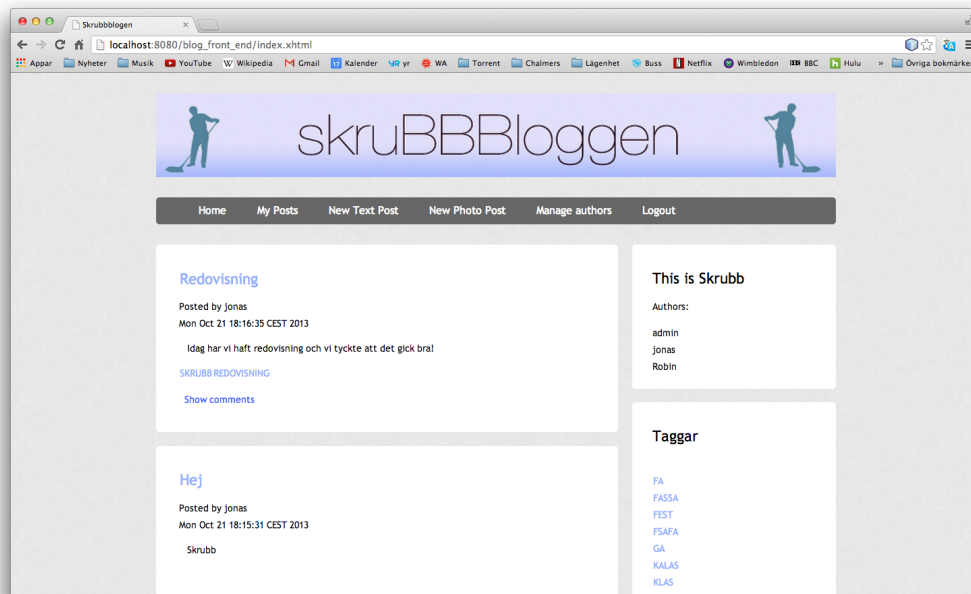 Skrubbblogen
localhost:8080/blog_front_end/index.xhtml
Appar Nyheter Musik YouTube W Wikipedia Gmail 17 Kalender yr WA Torrent Chalmers Lägenhet Buss N Netflix Wimbledon BBC BBC h Hulu » Övriga bokmärke
skruBBBloggen
Home My Posts New Text Post New Photo Post Manage authors Logout
Redovisning
Posted by jonas
Mon Oct 21 18:16:35 CEST 2013
Idag har vi haft redovisning och vi tyckte att det gick bra!
SKRUBB REDOVISNING
Show comments
Hej
Posted by jonas
Mon Oct 21 18:15:31 CEST 2013
Skrubb
This is Skrubb
Authors:
admin
jonas
Robin
Taggar
FA
FASSA
FEST
FSAFA
GA
KALAS
KLAS